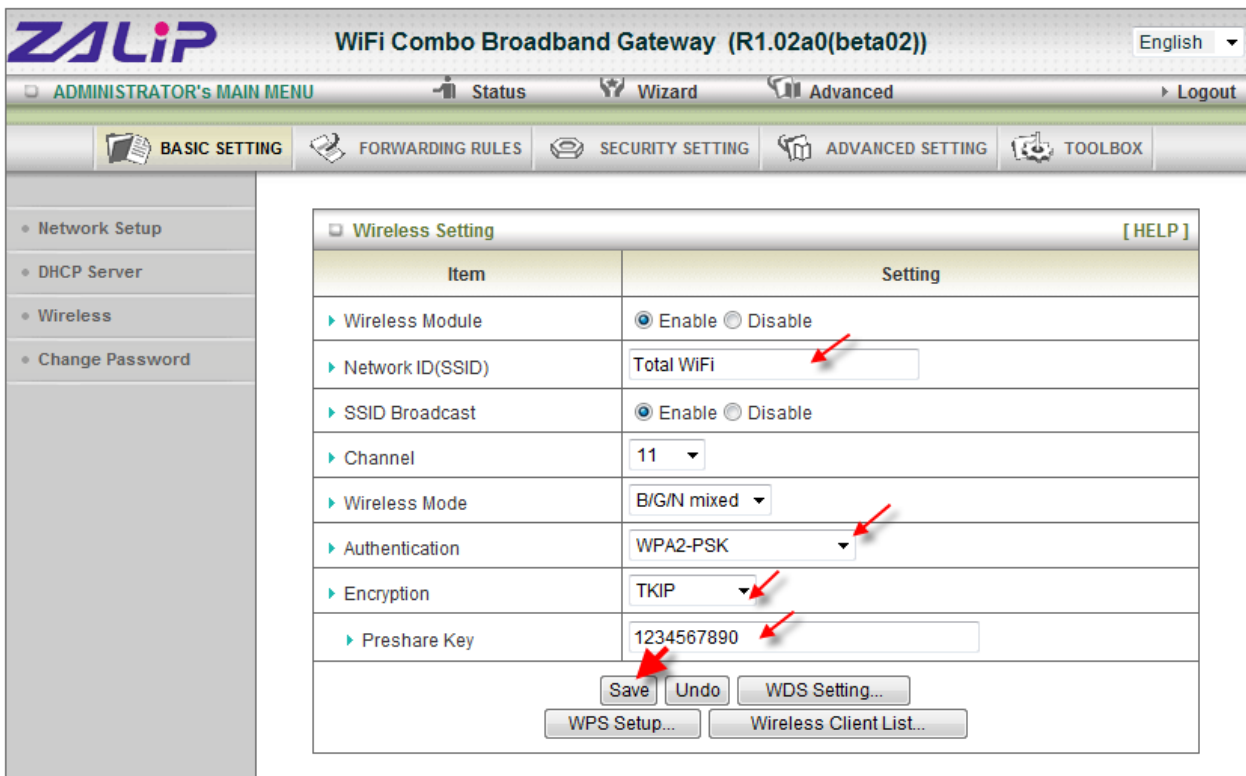 ZALiP
WiFi Combo Broadband Gateway (R1.02a0(beta02))
English
ADMINISTRATOR's MAIN MENU
Status
Wizard
Advanced
Logout
BASIC SETTING
FORWARDING RULES
SECURITY SETTING
ADVANCED SETTING
TOOLBOX
Network Setup
DHCP Server
Wireless
Change Password
Wireless Setting
[ HELP ]
Item
Setting
Wireless Module
Enable
Disable
Network ID(SSID)
Total WiFi
SSID Broadcast
Enable
Disable
Channel
11
Wireless Mode
B/G/N mixed
Authentication
WPA2-PSK
Encryption
TKIP
Preshare Key
1234567890
Save
Undo
WDS Setting...
WPS Setup...
Wireless Client List...